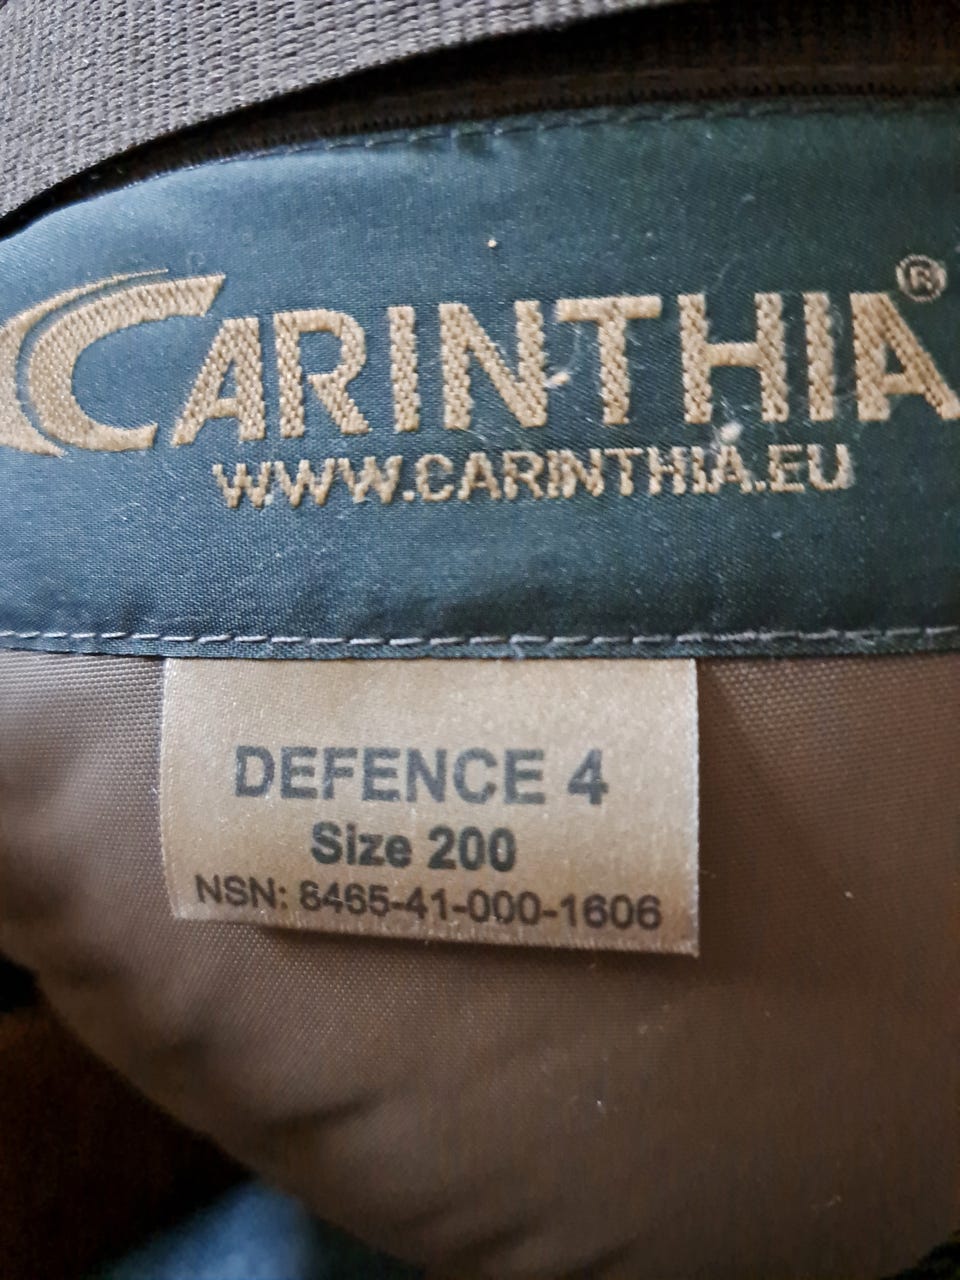 CARINTHIA®
WWW.CARINTHIA.EU
DEFENCE 4
Size 200
NSN: 8465-41-000-1606